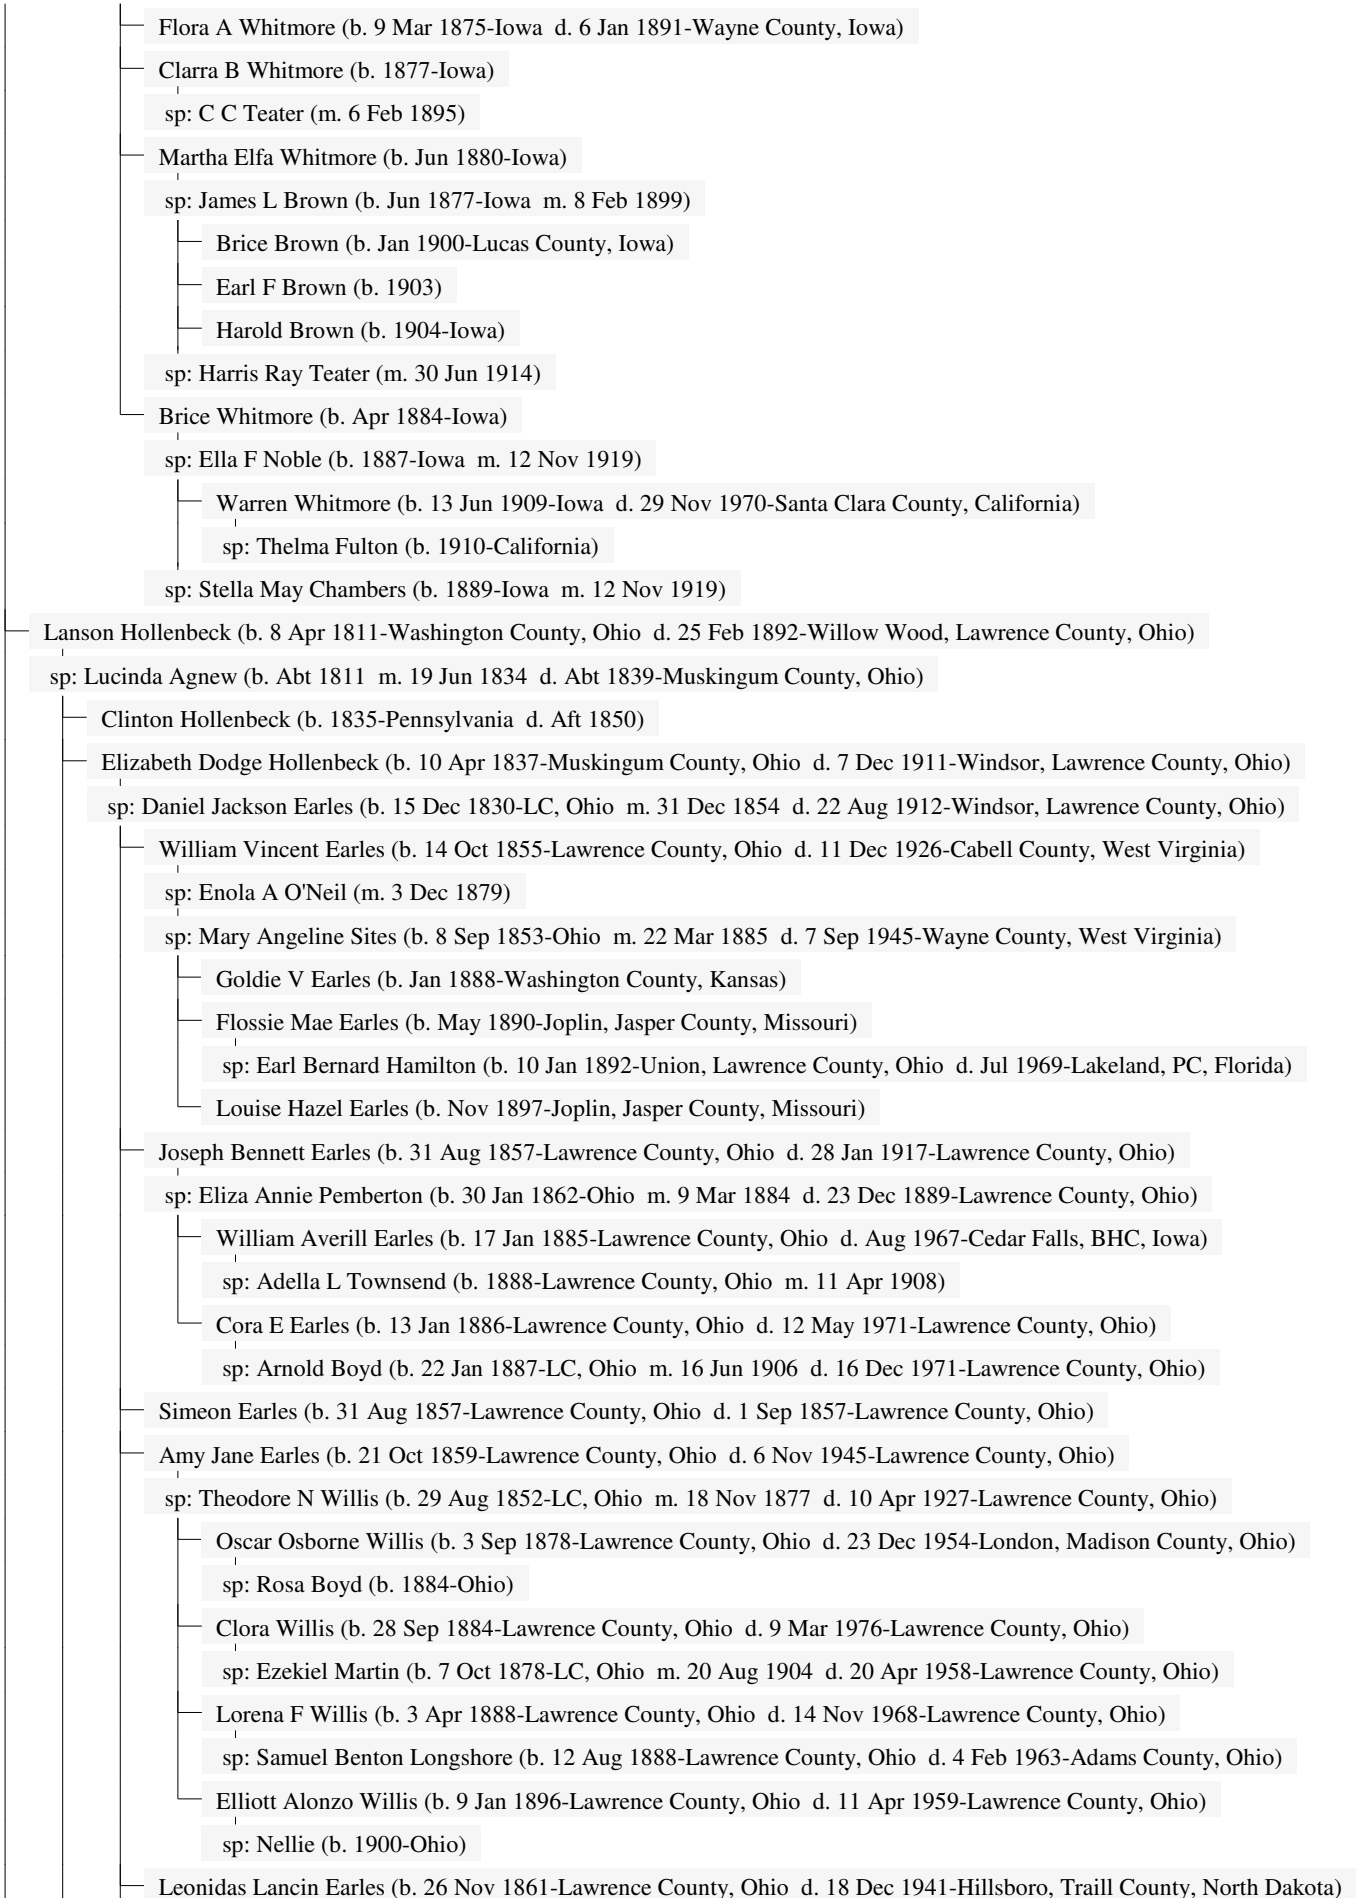 Flora A Whitmore (b. 9 Mar 1875-Iowa d. 6 Jan 1891-Wayne County, Iowa)
Clarra B Whitmore (b. 1877-Iowa)
sp: C C Teater (m. 6 Feb 1895)
Martha Elfa Whitmore (b. Jun 1880-Iowa)
sp: James L Brown (b. Jun 1877-Iowa m. 8 Feb 1899)
Brice Brown (b. Jan 1900-Lucas County, Iowa)
Earl F Brown (b. 1903)
Harold Brown (b. 1904-Iowa)
sp: Harris Ray Teater (m. 30 Jun 1914)
Brice Whitmore (b. Apr 1884-Iowa)
sp: Ella F Noble (b. 1887-Iowa m. 12 Nov 1919)
Warren Whitmore (b. 13 Jun 1909-Iowa d. 29 Nov 1970-Santa Clara County, California)
sp: Thelma Fulton (b. 1910-California)
sp: Stella May Chambers (b. 1889-Iowa m. 12 Nov 1919)
Lanson Hollenbeck (b. 8 Apr 1811-Washington County, Ohio d. 25 Feb 1892-Willow Wood, Lawrence County, Ohio)
sp: Lucinda Agnew (b. Abt 1811 m. 19 Jun 1834 d. Abt 1839-Muskingum County, Ohio)
Clinton Hollenbeck (b. 1835-Pennsylvania d. Aft 1850)
Elizabeth Dodge Hollenbeck (b. 10 Apr 1837-Muskingum County, Ohio d. 7 Dec 1911-Windsor, Lawrence County, Ohio)
sp: Daniel Jackson Earles (b. 15 Dec 1830-LC, Ohio m. 31 Dec 1854 d. 22 Aug 1912-Windsor, Lawrence County, Ohio)
William Vincent Earles (b. 14 Oct 1855-Lawrence County, Ohio d. 11 Dec 1926-Cabell County, West Virginia)
sp: Enola A O'Neil (m. 3 Dec 1879)
sp: Mary Angeline Sites (b. 8 Sep 1853-Ohio m. 22 Mar 1885 d. 7 Sep 1945-Wayne County, West Virginia)
Goldie V Earles (b. Jan 1888-Washington County, Kansas)
Flossie Mae Earles (b. May 1890-Joplin, Jasper County, Missouri)
sp: Earl Bernard Hamilton (b. 10 Jan 1892-Union, Lawrence County, Ohio d. Jul 1969-Lakeland, PC, Florida)
Louise Hazel Earles (b. Nov 1897-Joplin, Jasper County, Missouri)
Joseph Bennett Earles (b. 31 Aug 1857-Lawrence County, Ohio d. 28 Jan 1917-Lawrence County, Ohio)
sp: Eliza Annie Pemberton (b. 30 Jan 1862-Ohio m. 9 Mar 1884 d. 23 Dec 1889-Lawrence County, Ohio)
William Averill Earles (b. 17 Jan 1885-Lawrence County, Ohio d. Aug 1967-Cedar Falls, BHC, Iowa)
sp: Adella L Townsend (b. 1888-Lawrence County, Ohio m. 11 Apr 1908)
Cora E Earles (b. 13 Jan 1886-Lawrence County, Ohio d. 12 May 1971-Lawrence County, Ohio)
sp: Arnold Boyd (b. 22 Jan 1887-LC, Ohio m. 16 Jun 1906 d. 16 Dec 1971-Lawrence County, Ohio)
Simeon Earles (b. 31 Aug 1857-Lawrence County, Ohio d. 1 Sep 1857-Lawrence County, Ohio)
Amy Jane Earles (b. 21 Oct 1859-Lawrence County, Ohio d. 6 Nov 1945-Lawrence County, Ohio)
sp: Theodore N Willis (b. 29 Aug 1852-LC, Ohio m. 18 Nov 1877 d. 10 Apr 1927-Lawrence County, Ohio)
Oscar Osborne Willis (b. 3 Sep 1878-Lawrence County, Ohio d. 23 Dec 1954-London, Madison County, Ohio)
sp: Rosa Boyd (b. 1884-Ohio)
Clora Willis (b. 28 Sep 1884-Lawrence County, Ohio d. 9 Mar 1976-Lawrence County, Ohio)
sp: Ezekiel Martin (b. 7 Oct 1878-LC, Ohio m. 20 Aug 1904 d. 20 Apr 1958-Lawrence County, Ohio)
Lorena F Willis (b. 3 Apr 1888-Lawrence County, Ohio d. 14 Nov 1968-Lawrence County, Ohio)
sp: Samuel Benton Longshore (b. 12 Aug 1888-Lawrence County, Ohio d. 4 Feb 1963-Adams County, Ohio)
Elliott Alonzo Willis (b. 9 Jan 1896-Lawrence County, Ohio d. 11 Apr 1959-Lawrence County, Ohio)
sp: Nellie (b. 1900-Ohio)
Leonidas Lancin Earles (b. 26 Nov 1861-Lawrence County, Ohio d. 18 Dec 1941-Hillsboro, Traill County, North Dakota)